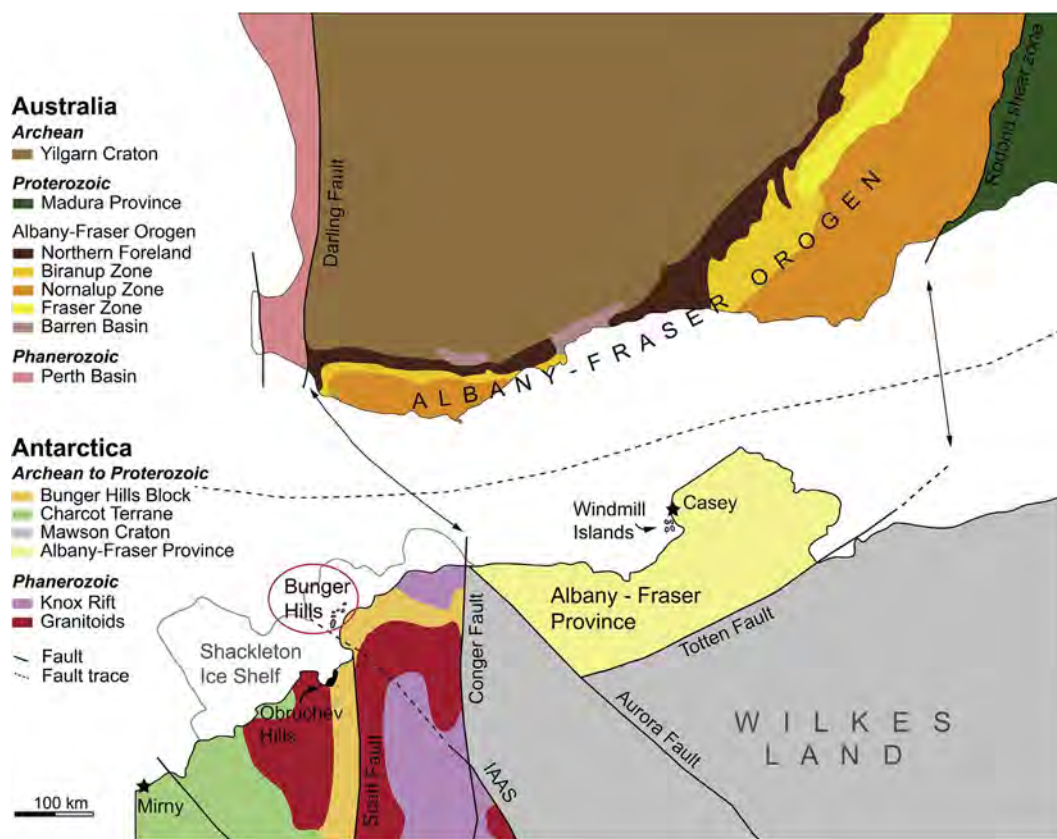 Australia
Archean
Yilgarn Craton
Proterozoic
Madura Province
Albany-Fraser Orogen
Northern Foreland
Biranup Zone
Nornalup Zone
Fraser Zone
Barren Basin
Phanerozoic
Perth Basin
Antarctica
Archean to Proterozoic
Bunger Hills Block
Charcot Terrane
Mawson Craton
Albany-Fraser Province
Phanerozoic
Knox Rift
Granitoids
Fault
Fault trace
100 km
Darling Fault
Rodona shear zone
ALBANY-FRASER OROGEN
Windmill
Islands
Casey
Bunger
Hills
Shackleton
Ice Shelf
Obruchev
Hills
Mirny
Scott Fault
Conger Fault
IAAS
Albany - Fraser
Province
Totten Fault
Aurora Fault
WILKES
LAND